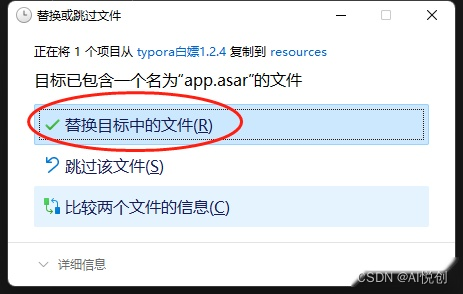 替换或跳过文件
正在将 1 个项目从 typora白嫖1.2.4 复制到 resources
目标已包含一个名为“app.asar”的文件
替换目标中的文件(R)
跳过该文件(S)
比较两个文件的信息(C)
详细信息
CSDN @AI悦创